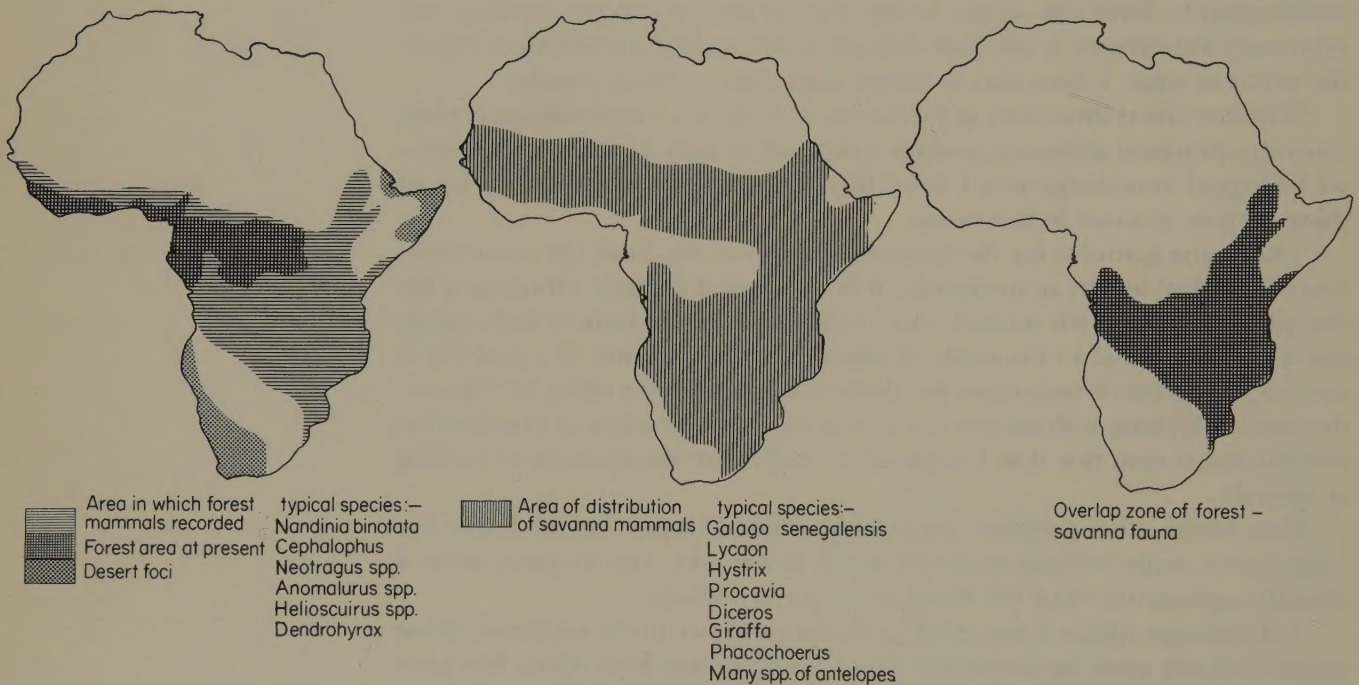 Area in which forest
mammals recorded
Forest area at present
Desert foci
typical species:–
Nandinia binotata
Cephalophus
Neotragus spp.
Anomalurus spp.
Helioscuirus spp.
Dendrohyrax
Area of distribution
of savanna mammals
typical species:–
Galago senegalensis
Lycaon
Hystrix
Procavia
Diceros
Giraffa
Phacochoerus
Many spp. of antelopes
Overlap zone of forest –
savanna fauna